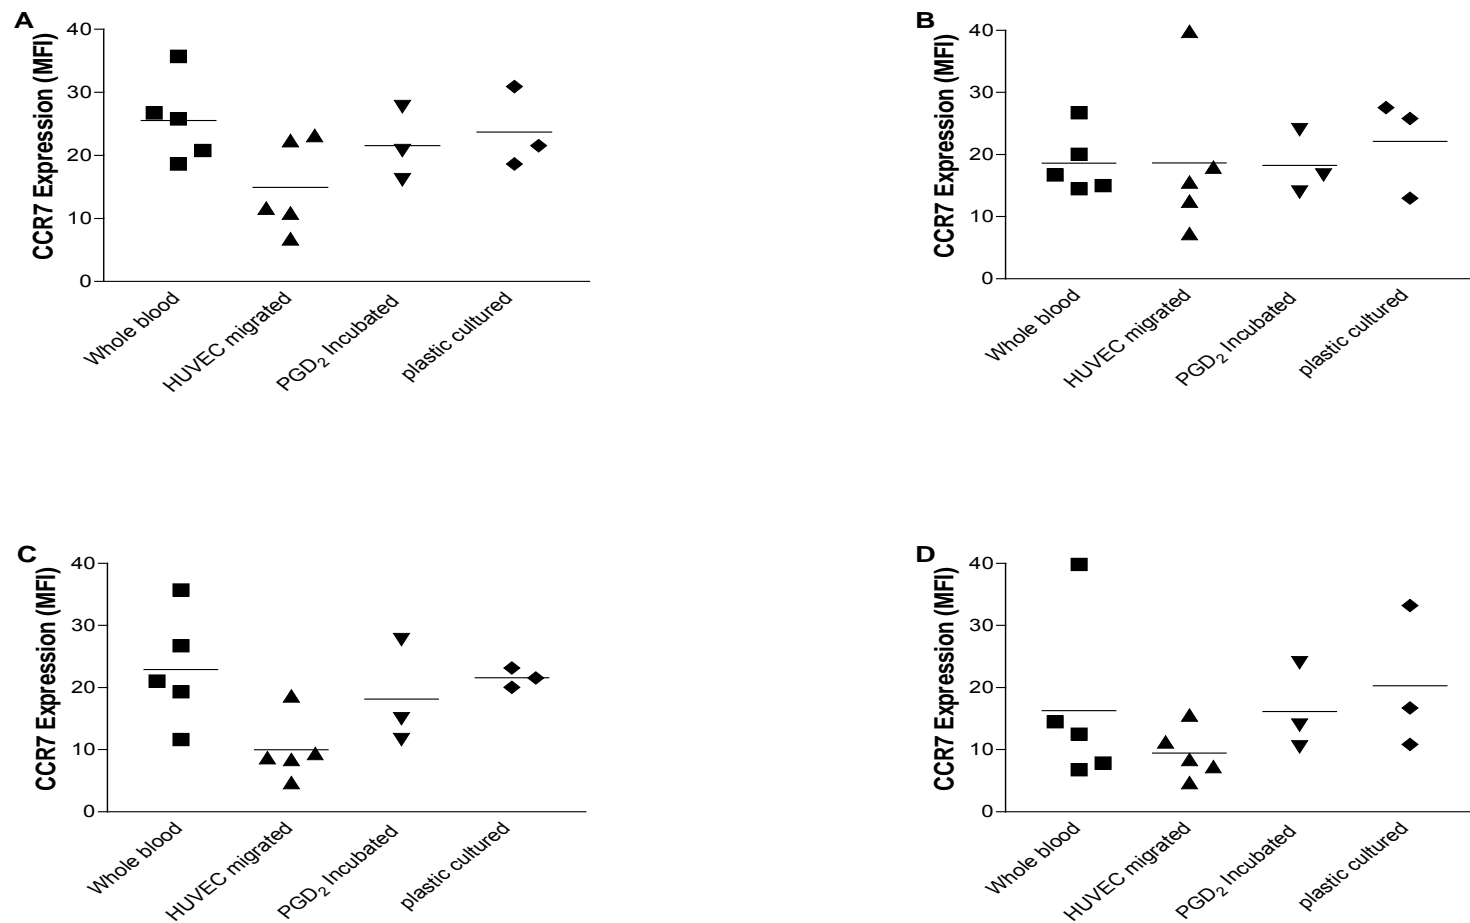 A
CCR7 Expression (MFI)
40
30
20
10
0
Whole blood
HUVEC migrated
PGD₂ Incubated
plastic cultured
B
CCR7 Expression (MFI)
40
30
20
10
0
Whole blood
HUVEC migrated
PGD₂ Incubated
plastic cultured
C
CCR7 Expression (MFI)
40
30
20
10
0
Whole blood
HUVEC migrated
PGD₂ Incubated
plastic cultured
D
CCR7 Expression (MFI)
40
30
20
10
0
Whole blood
HUVEC migrated
PGD₂ Incubated
plastic cultured